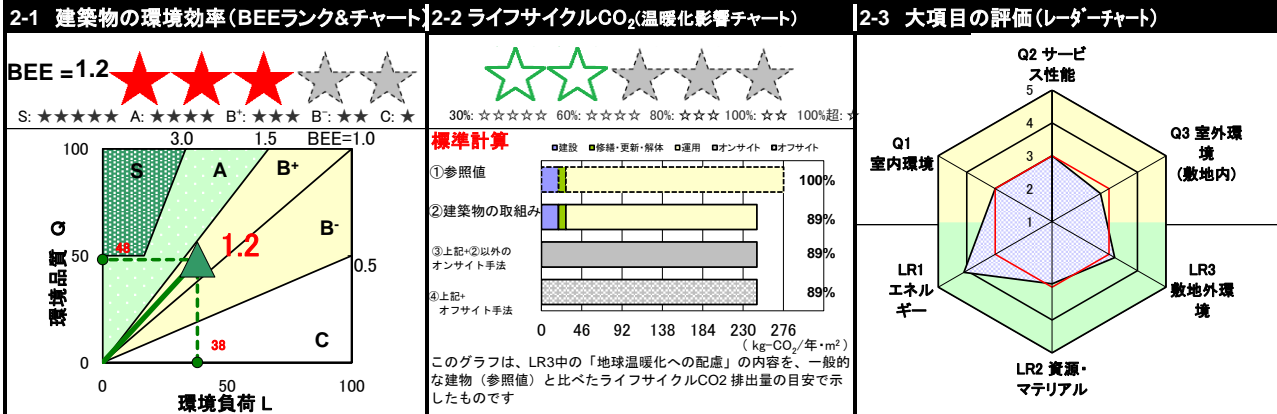 2-1 建築物の環境効率（BEEランク&チャート）
BEE = 1.2
S: ★★★★★ A: ★★★★ B⁺: ★★★ B⁻: ★★ C: ★
3.0 1.5 BEE=1.0
100
S A B⁺
B⁻
48
1.2
50
0.5
環境品質 Q
C
38
0
0 50 100
環境負荷 L
2-2 ライフサイクルCO₂(温暖化影響チャート)
30%: ☆☆☆☆☆ 60%: ☆☆☆☆ 80%: ☆☆☆ 100%: ☆☆ 100%超: ☆
標準計算
建設 修繕・更新・解体 運用 オンサイト オフサイト
①参照値 100%
②建築物の取組み 89%
③上記+②以外の
オンサイト手法 89%
④上記+
オフサイト手法 89%
0 46 92 138 184 230 276
( kg-CO₂/年・m²)
このグラフは、LR3中の「地球温暖化への配慮」の内容を、一般的
な建物（参照値）と比べたライフサイクルCO2 排出量の目安で示
したものです
2-3 大項目の評価（レーダーチャート）
Q2 サービ
ス性能
5
4
3
2
1
Q1
室内環境
Q3 室外環
境
(敷地内)
LR1
エネル
ギー
LR3
敷地外環
境
LR2 資源・
マテリアル